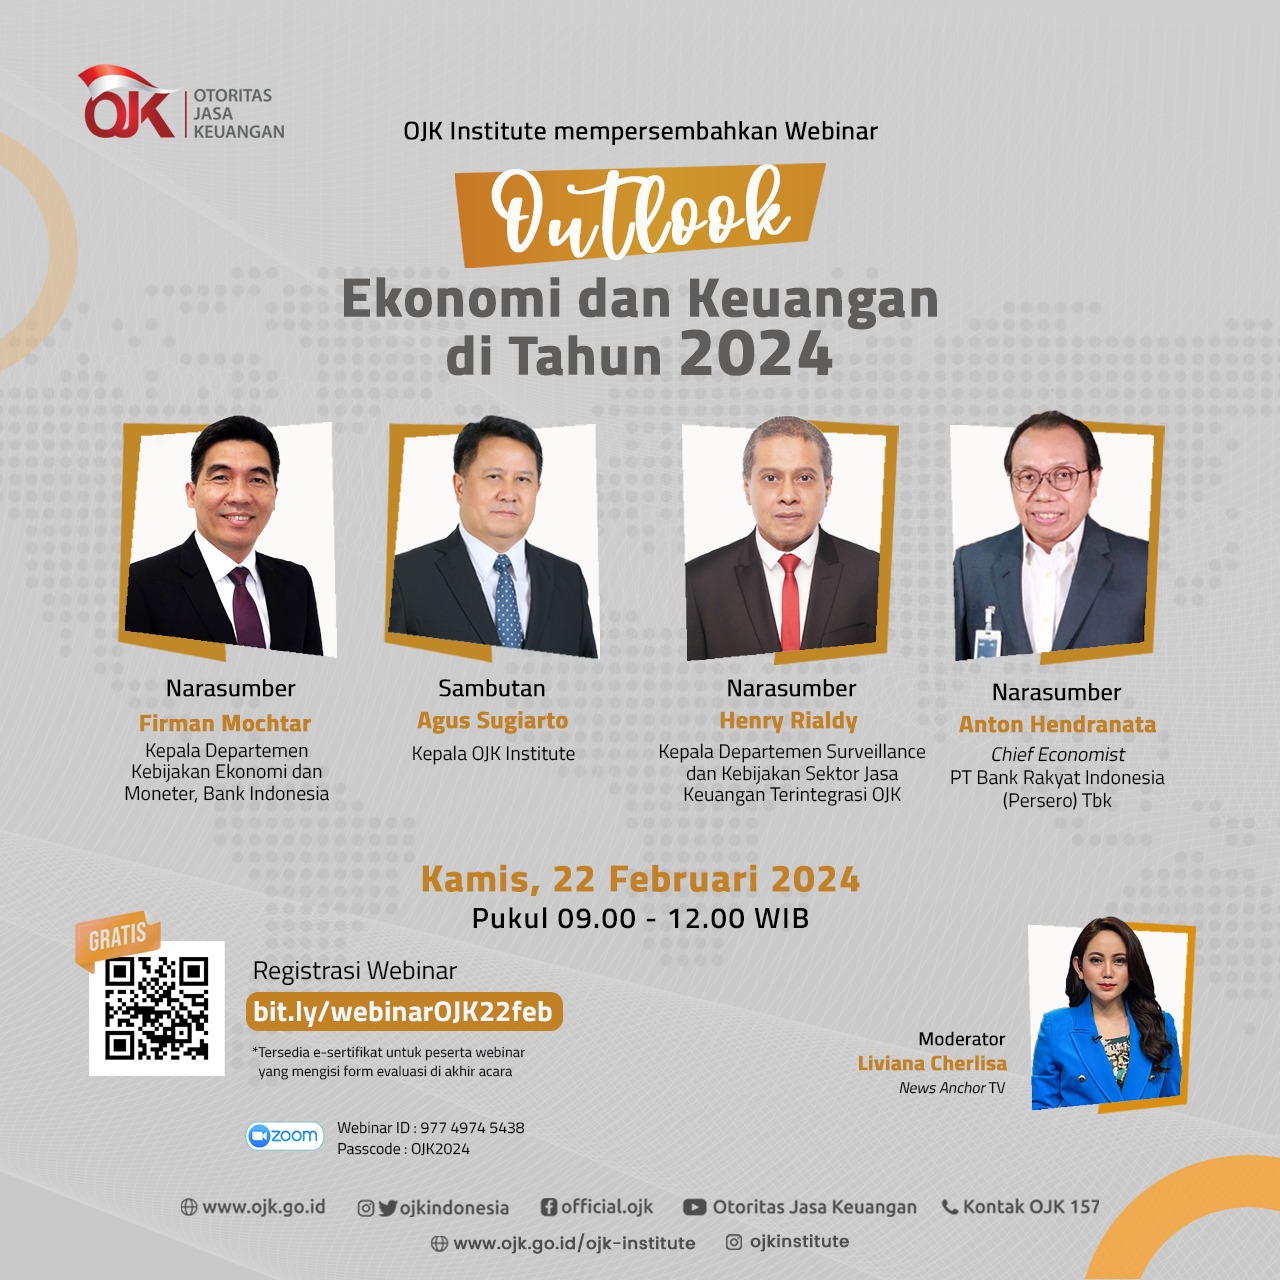 OJK
OTORITAS
JASA
KEUANGAN
OJK Institute mempersembahkan Webinar
Outlook
Ekonomi dan Keuangan
di Tahun 2024
Narasumber
Firman Mochtar
Kepala Departemen
Kebijakan Ekonomi dan
Moneter, Bank Indonesia
Sambutan
Agus Sugiarto
Kepala OJK Institute
Narasumber
Henry Rialdy
Kepala Departemen Surveillance
dan Kebijakan Sektor Jasa
Keuangan Terintegrasi OJK
Narasumber
Anton Hendranata
Chief Economist
PT Bank Rakyat Indonesia
(Persero) Tbk
Kamis, 22 Februari 2024
Pukul 09.00 - 12.00 WIB
GRATIS
Registrasi Webinar
bit.ly/webinarOJK22feb
*Tersedia e-sertifikat untuk peserta webinar
yang mengisi form evaluasi di akhir acara
zoom
Webinar ID : 977 4974 5438
Passcode : OJK2024
Moderator
Liviana Cherlisa
News Anchor TV
www.ojk.go.id
ojkindonesia
official.ojk
Otoritas Jasa Keuangan
Kontak OJK 157
www.ojk.go.id/ojk-institute
ojkinstitute